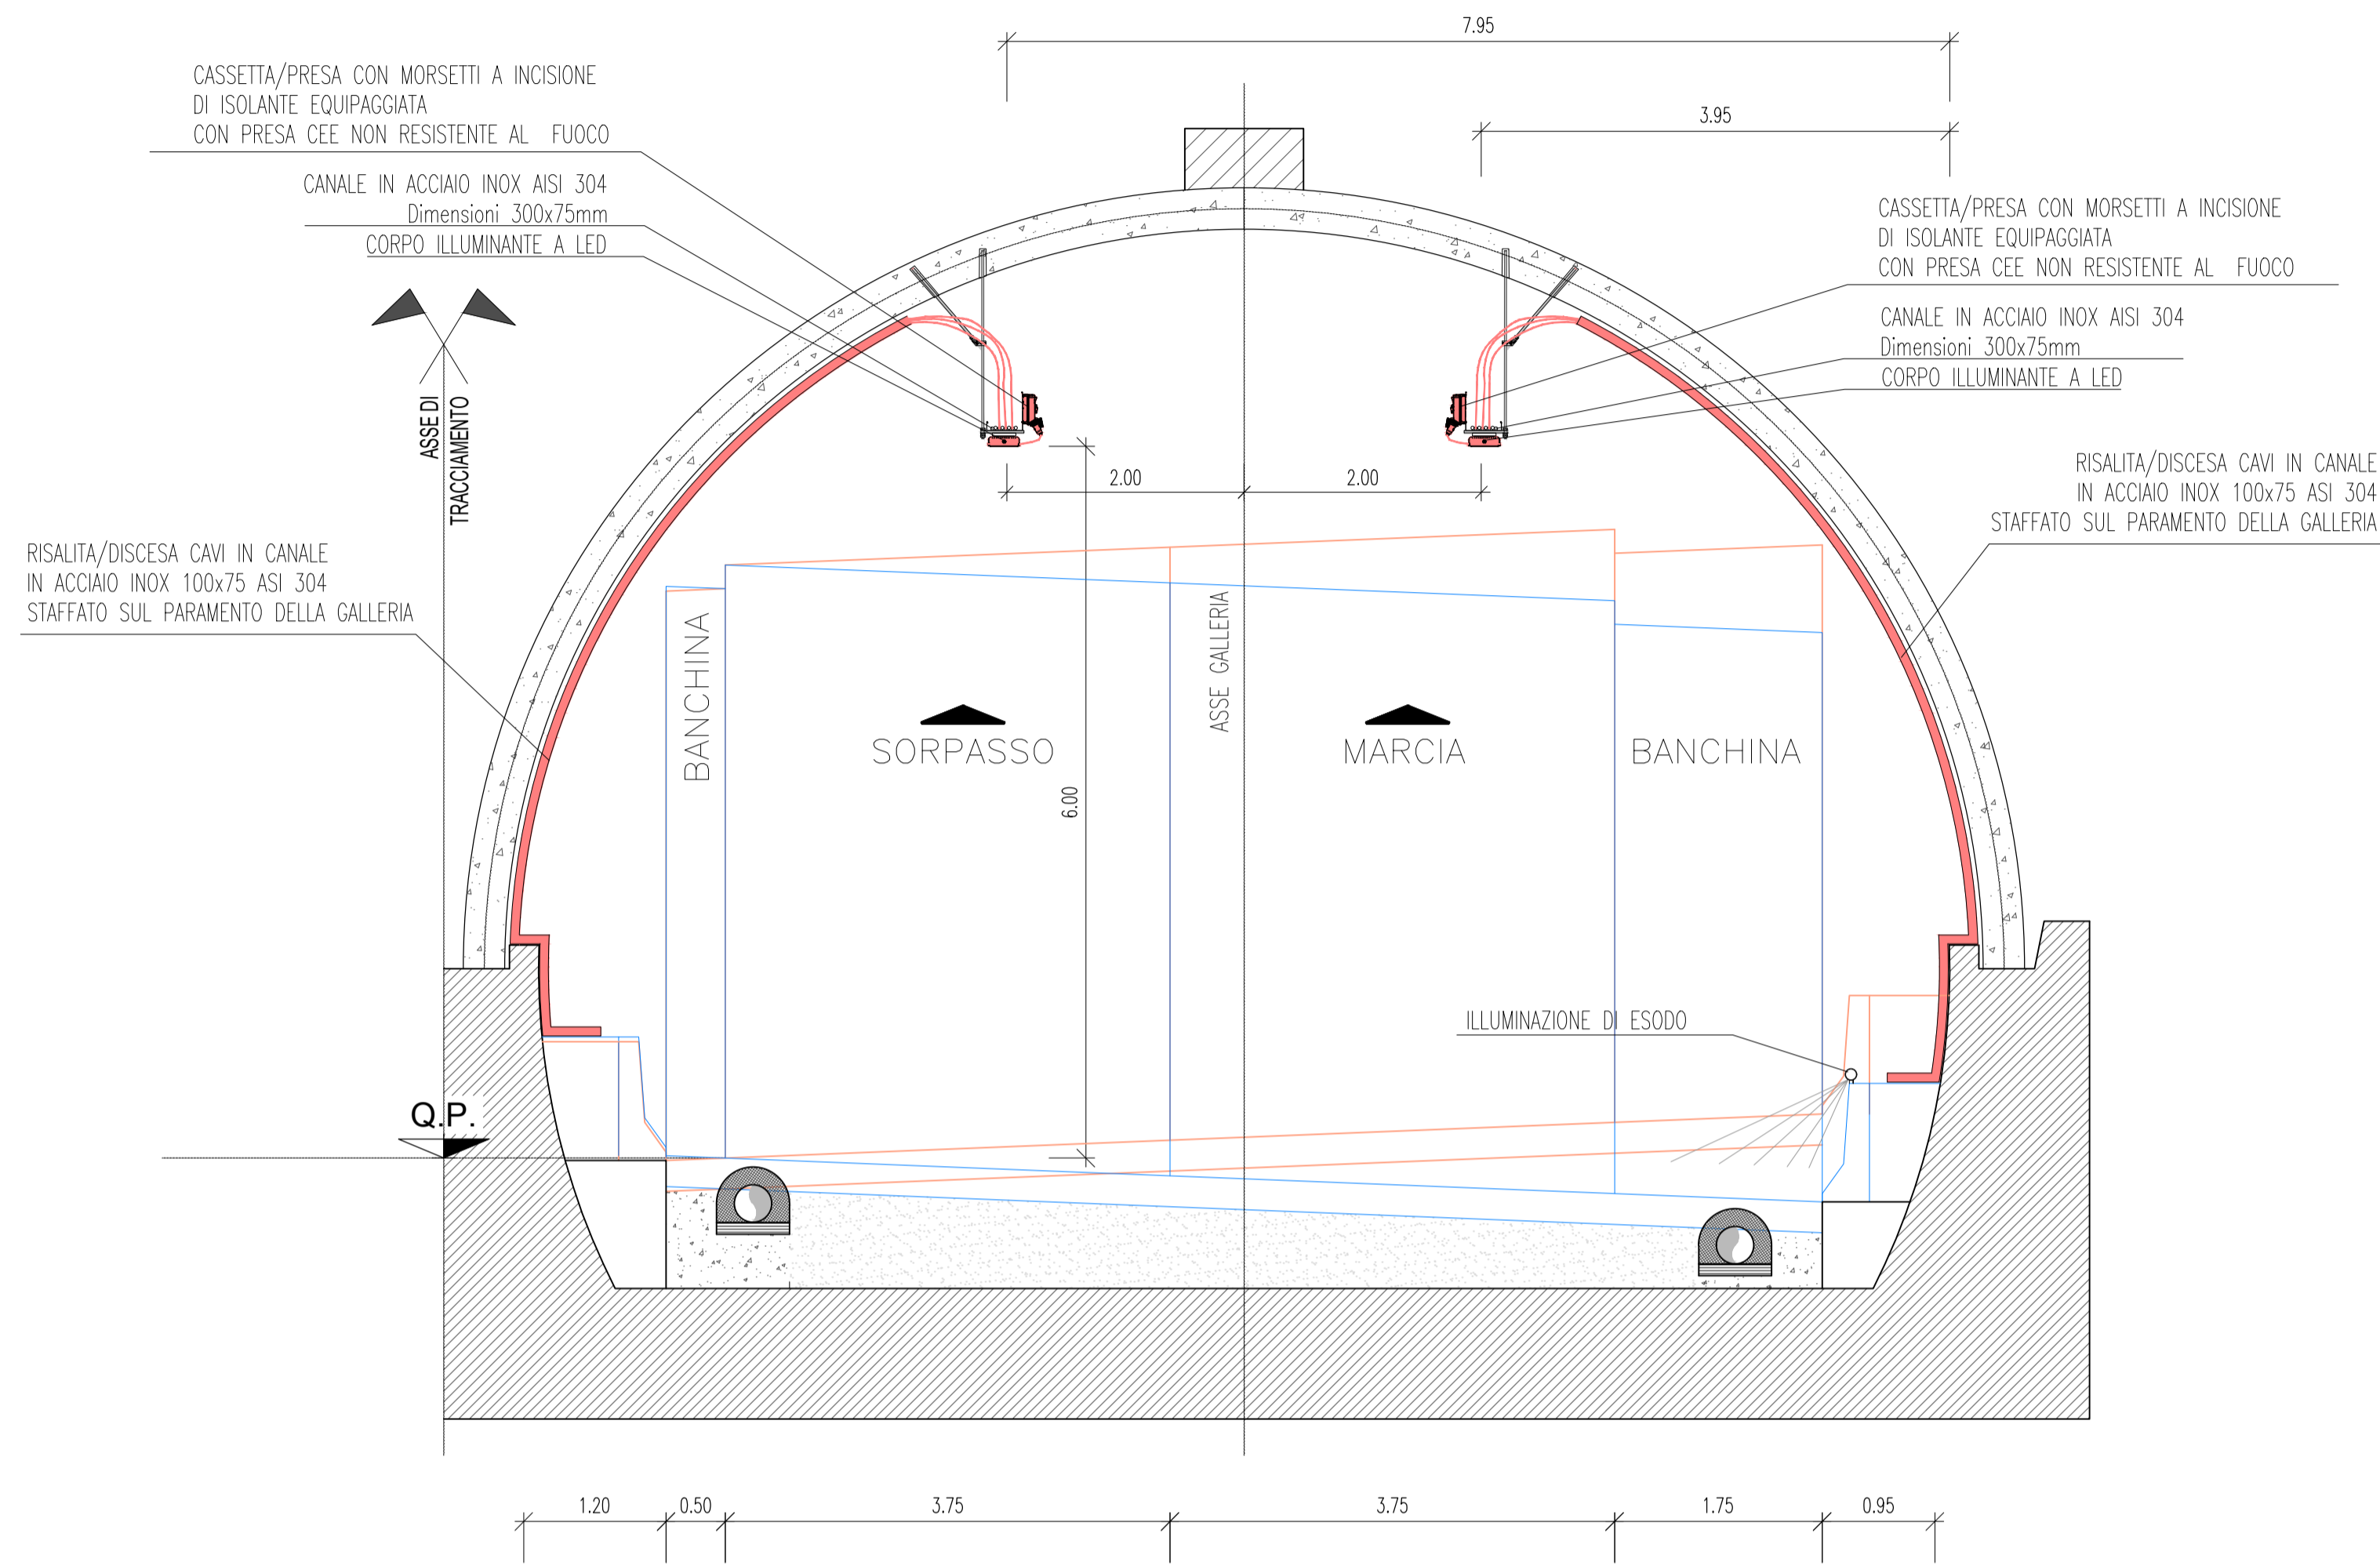 7.95
3.95
CASSETTA/PRESA CON MORSETTI A INCISIONE
DI ISOLANTE EQUIPAGGIATA
CON PRESA CEE NON RESISTENTE AL FUOCO
CANALE IN ACCIAIO INOX AISI 304
Dimensioni 300x75mm
CORPO ILLUMINANTE A LED
CASSETTA/PRESA CON MORSETTI A INCISIONE
DI ISOLANTE EQUIPAGGIATA
CON PRESA CEE NON RESISTENTE AL FUOCO
CANALE IN ACCIAIO INOX AISI 304
Dimensioni 300x75mm
CORPO ILLUMINANTE A LED
ASSE DI
TRACCIAMENTO
2.00
2.00
RISALITA/DISCESA CAVI IN CANALE
IN ACCIAIO INOX 100x75 ASI 304
STAFFATO SUL PARAMENTO DELLA GALLERIA
RISALITA/DISCESA CAVI IN CANALE
IN ACCIAIO INOX 100x75 ASI 304
STAFFATO SUL PARAMENTO DELLA GALLERIA
BANCHINA
SORPASSO
ASSE GALLERIA
MARCIA
BANCHINA
6.00
ILLUMINAZIONE DI ESODO
Q.P.
1.20
0.50
3.75
3.75
1.75
0.95